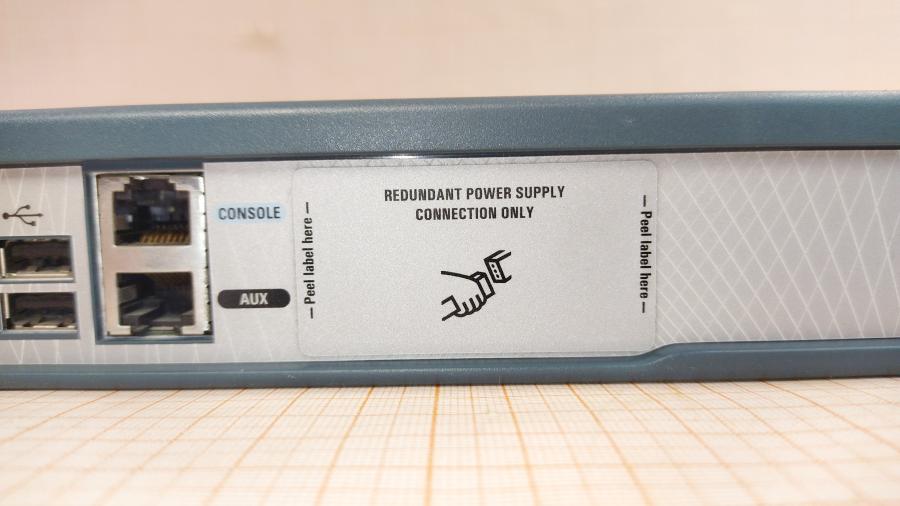 CONSOLE
AUX
– Peel label here –
REDUNDANT POWER SUPPLY
CONNECTION ONLY
– Peel label here –